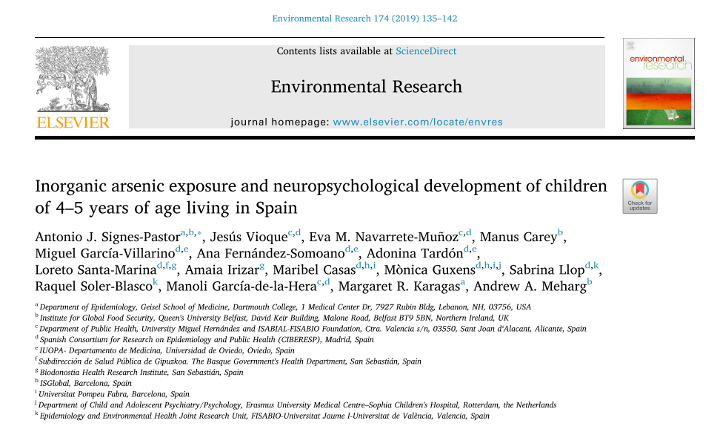 Environmental Research 174 (2019) 135–142
Contents lists available at ScienceDirect
Environmental Research
journal homepage: www.elsevier.com/locate/envres
ELSEVIER
environmental
research
Check for
updates
Inorganic arsenic exposure and neuropsychological development of children
of 4–5 years of age living in Spain
Antonio J. Signes-Pastor a,b,*, Jesús Vioque c,d, Eva M. Navarrete-Muñoz c,d, Manus Carey b,
Miguel García-Villarino d,e, Ana Fernández-Somoano d,e, Adonina Tardón d,e,
Loreto Santa-Marina d,f,g, Amaia Irizar g, Maribel Casas d,h,i, Mònica Guxens d,h,i,j, Sabrina Llop d,k,
Raquel Soler-Blasco k, Manoli García-de-la-Hera c,d, Margaret R. Karagas a, Andrew A. Meharg b
a Department of Epidemiology, Geisel School of Medicine, Dartmouth College, 1 Medical Center Dr, 7927 Rubin Bldg, Lebanon, NH, 03756, USA
b Institute for Global Food Security, Queen's University Belfast, David Keir Building, Malone Road, Belfast BT9 5BN, Northern Ireland, UK
c Department of Public Health, University Miguel Hernández and ISABIAL-FISABIO Foundation, Ctra. Valencia s/n, 03550, Sant Joan d'Alacant, Alicante, Spain
d Spanish Consortium for Research on Epidemiology and Public Health (CIBERESP), Madrid, Spain
e IUOPA- Departamento de Medicina, Universidad de Oviedo, Oviedo, Spain
f Subdirección de Salud Pública de Gipuzkoa. The Basque Government's Health Department, San Sebastián, Spain
g Biodonostia Health Research Institute, San Sebastián, Spain
h ISGlobal, Barcelona, Spain
i Universitat Pompeu Fabra, Barcelona, Spain
j Department of Child and Adolescent Psychiatry/Psychology, Erasmus University Medical Centre–Sophia Children's Hospital, Rotterdam, the Netherlands
k Epidemiology and Environmental Health Joint Research Unit, FISABIO-Universitat Jaume I-Universitat de València, Valencia, Spain